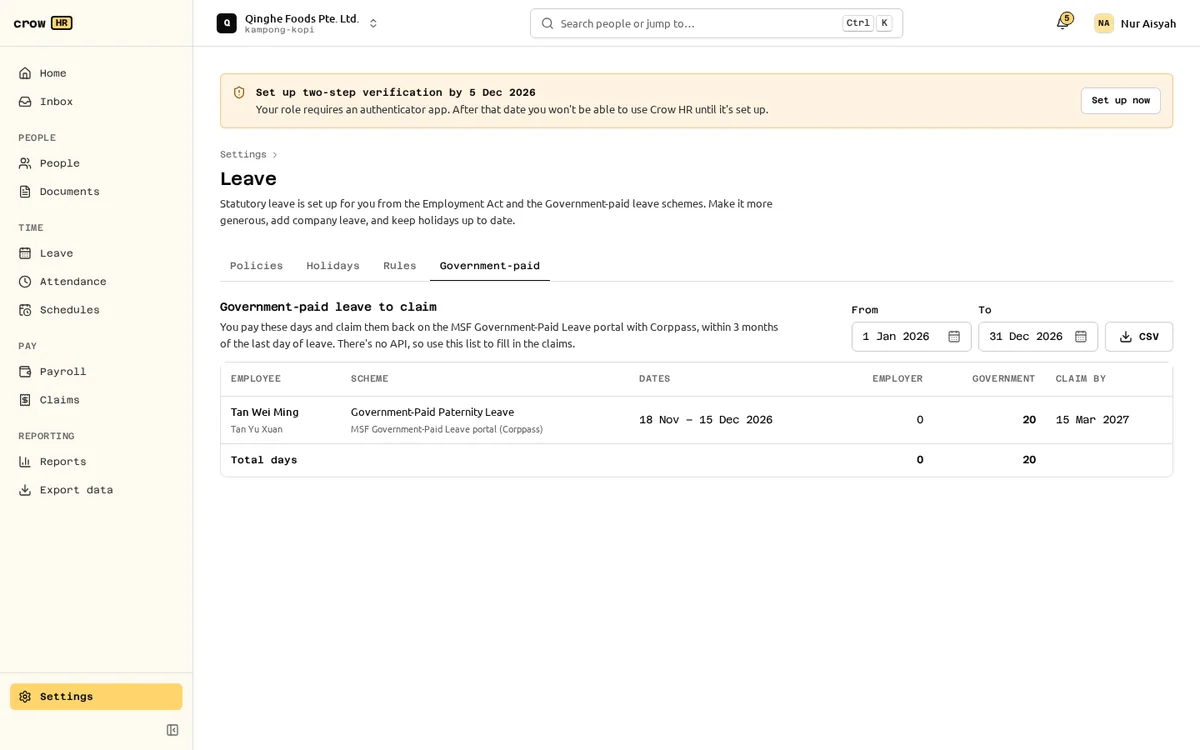 crow HR
Q
Qinghe Foods Pte. Ltd.
kampong-kopi
Search people or jump to...
Ctrl K
5
NA
Nur Aisyah
Home
Inbox
PEOPLE
People
Documents
TIME
Leave
Attendance
Schedules
PAY
Payroll
Claims
REPORTING
Reports
Export data
Settings
Set up two-step verification by 5 Dec 2026
Your role requires an authenticator app. After that date you won't be able to use Crow HR until it's set up.
Set up now
Settings
Leave
Statutory leave is set up for you from the Employment Act and the Government-paid leave schemes. Make it more
generous, add company leave, and keep holidays up to date.
Policies Holidays Rules Government-paid
Government-paid leave to claim
You pay these days and claim them back on the MSF Government-Paid Leave portal with Corppass, within 3 months
of the last day of leave. There's no API, so use this list to fill in the claims.
From To
1 Jan 2026 31 Dec 2026 CSV
EMPLOYEE SCHEME DATES EMPLOYER GOVERNMENT CLAIM BY
Tan Wei Ming Government-Paid Paternity Leave 18 Nov – 15 Dec 2026 0 20 15 Mar 2027
Tan Yu Xuan MSF Government-Paid Leave portal (Corppass)
Total days 0 20